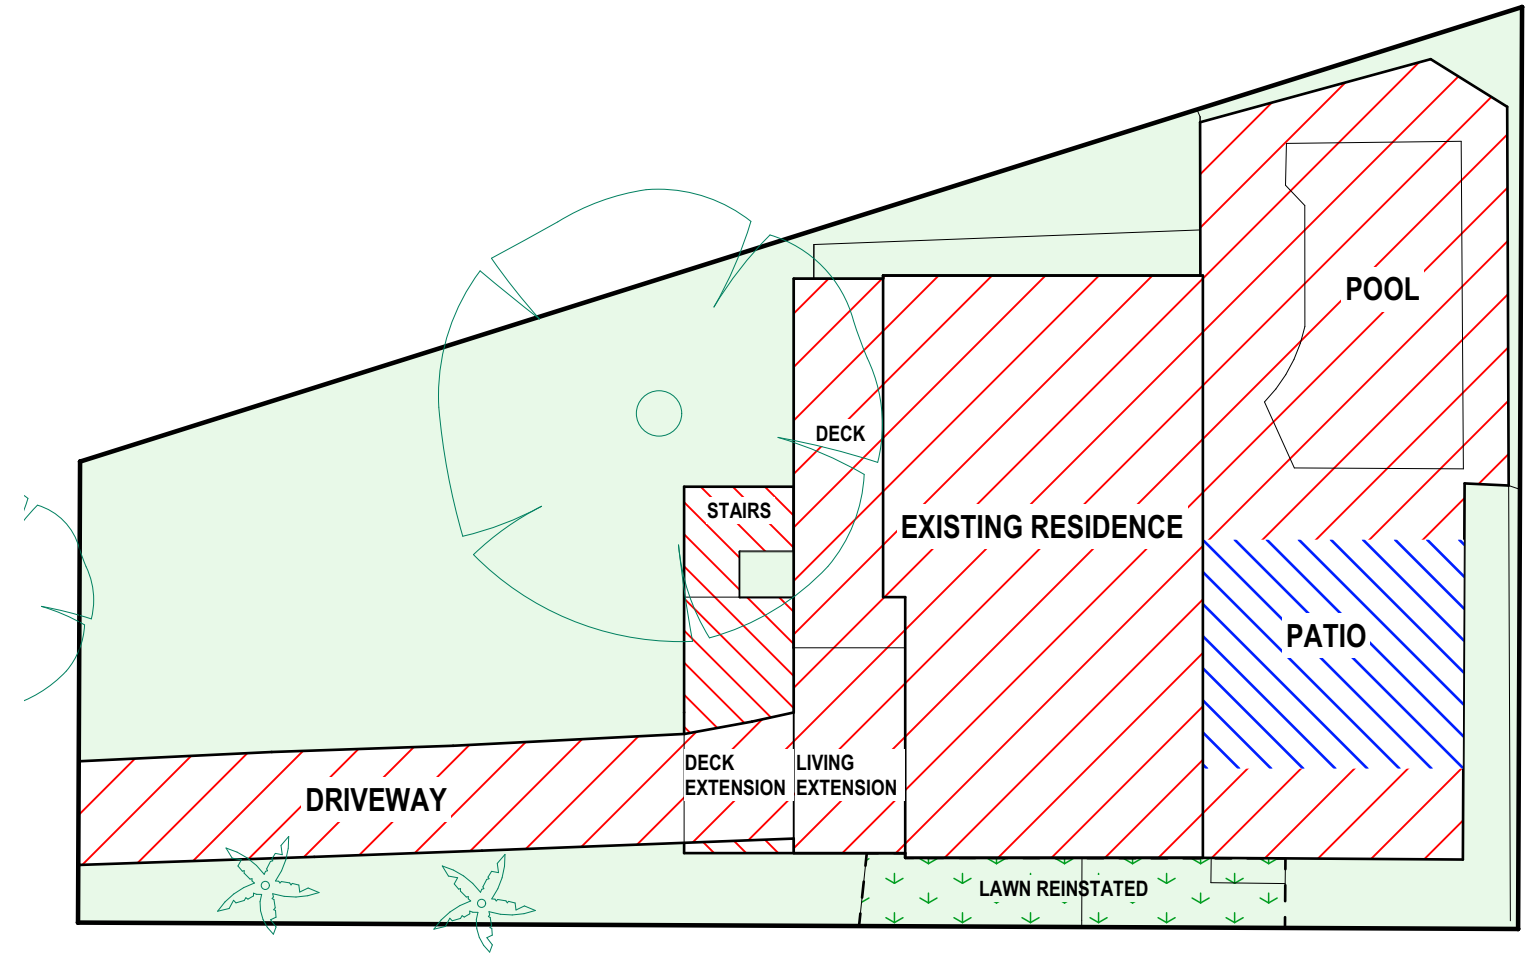 POOL
DECK
STAIRS
EXISTING RESIDENCE
PATIO
DECK
EXTENSION
LIVING
EXTENSION
DRIVEWAY
LAWN REINSTATED